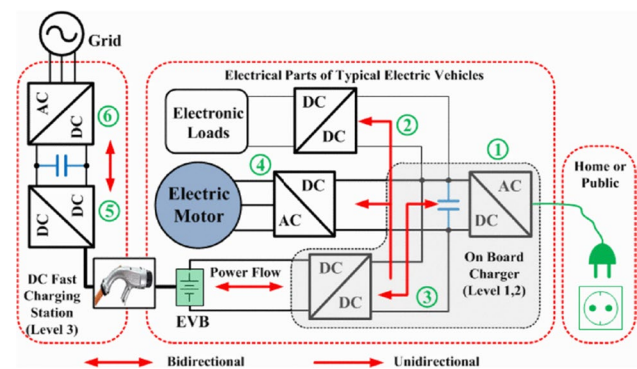 Grid
Electrical Parts of Typical Electric Vehicles
AC
DC
⑥
Electronic
Loads
DC
DC
②
①
④
Home or
Public
DC
DC
⑤
Electric
Motor
DC
AC
AC
DC
DC Fast
Charging
Station
(Level 3)
Power Flow
EVB
DC
DC
③
On Board
Charger
(Level 1,2)
Bidirectional
Unidirectional